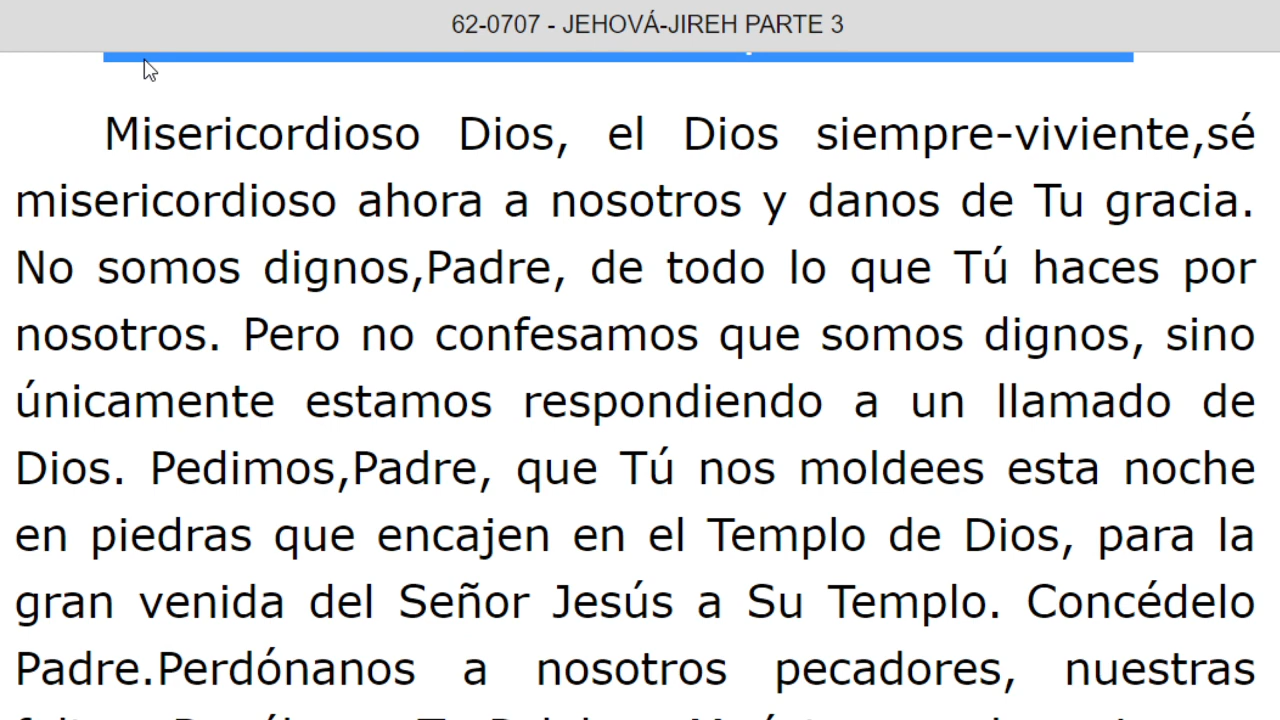 62-0707 - JEHOVÁ-JIREH PARTE 3
Misericordioso Dios, el Dios siempre-viviente,sé
misericordioso ahora a nosotros y danos de Tu gracia.
No somos dignos,Padre, de todo lo que Tú haces por
nosotros. Pero no confesamos que somos dignos, sino
únicamente estamos respondiendo a un llamado de
Dios. Pedimos,Padre, que Tú nos moldees esta noche
en piedras que encajen en el Templo de Dios, para la
gran venida del Señor Jesús a Su Templo. Concédelo
Padre.Perdónanos a nosotros pecadores, nuestras